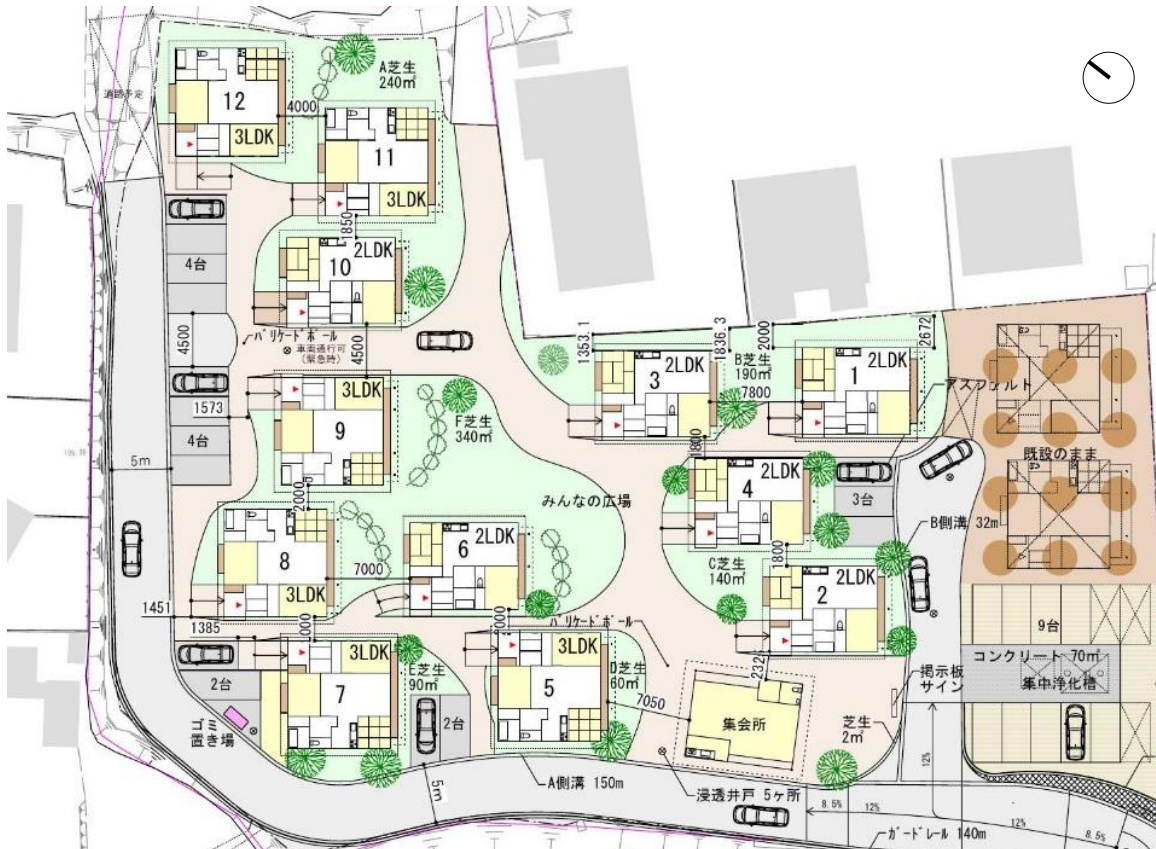 A芝生
240㎡
道路予定
12
3LDK
4000
11
3LDK
1850
2LDK
10
4台
バリケードポール
車両通行可
(緊急時)
4500
4500
1573
3LDK
9
4台
F芝生
340㎡
5m
2000
8
3LDK
7000
6
2LDK
みんなの広場
1353.1
1836.3
2000
2672
3
2LDK
B芝生
190㎡
7800
1
2LDK
アスファルト
既設のまま
1800
4
2LDK
3台
B側溝 32m
C芝生
140㎡
1800
2
2LDK
1451
1385
バリケードポール
232
7
3LDK
E芝生
90㎡
2台
2台
ゴミ
置き場
5
3LDK
D芝生
60㎡
7050
集会所
掲示板
サイン
芝生
2㎡
9台
コンクリート 70㎡
集中浄化槽
5m
A側溝 150m
浸透井戸 5ヶ所
12%
8.5%
12%
12%
8.5%
ガードレール 140m